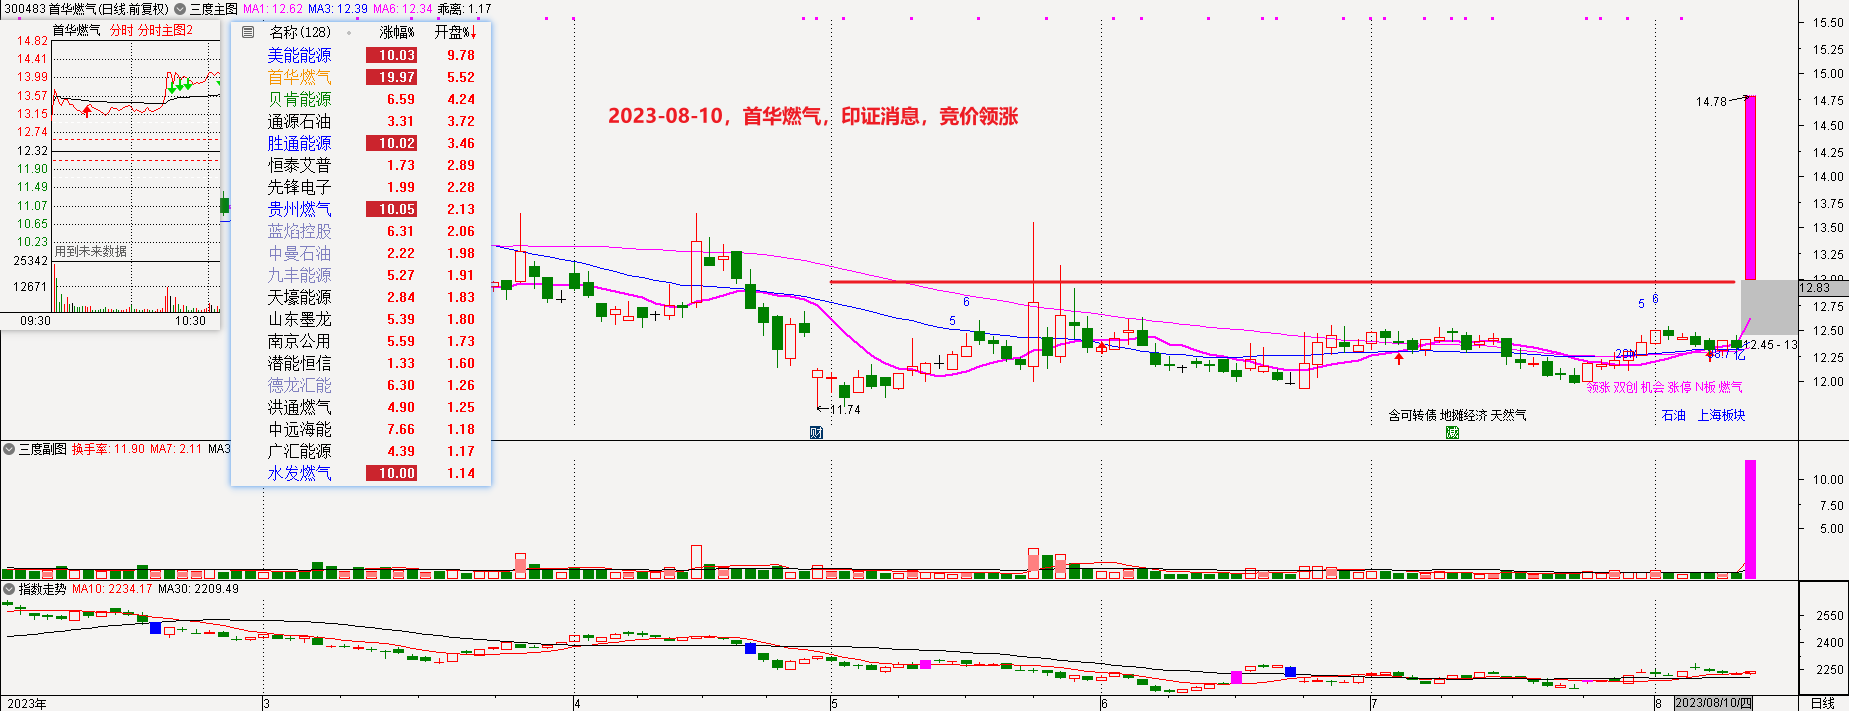 300483 首华燃气(日线.前复权) 三度主图 MA1: 12.62 MA3: 12.39 MA6: 12.34 乖离: 1.17
首华燃气 分时 分时主图2
14.82
14.41
13.99
13.57
13.15
12.74
12.32
11.90
11.49
11.07
10.65
10.23
用到未来数据
25342
12671
09:30 10:30
名称(128) 涨幅% 开盘%↓
美能能源 10.03 9.78
首华燃气 19.97 5.52
贝肯能源 6.59 4.24
通源石油 3.31 3.72
胜通能源 10.02 3.46
恒泰艾普 1.73 2.89
先锋电子 1.99 2.28
贵州燃气 10.05 2.13
蓝焰控股 6.31 2.06
中曼石油 2.22 1.98
九丰能源 5.27 1.91
天壕能源 2.84 1.83
山东墨龙 5.39 1.80
南京公用 5.59 1.73
潜能恒信 1.33 1.60
德龙汇能 6.30 1.26
洪通燃气 4.90 1.25
中远海能 7.66 1.18
广汇能源 4.39 1.17
水发燃气 10.00 1.14
2023-08-10，首华燃气，印证消息，竞价领涨
14.78
6
5
5 6
11.74
财
12.45 - 13
领涨 双创 机会 涨停 N板 燃气
含可转债 地摊经济 天然气
石油 上海板块
减
15.50
15.25
15.00
14.75
14.50
14.25
14.00
13.75
13.50
13.25
13.00
12.83
12.75
12.50
12.25
12.00
三度副图 换手率: 11.90 MA7: 2.11 MA3
10.00
7.50
5.00
指数走势 MA10: 2234.17 MA30: 2209.49
2550
2400
2250
2023年 3 4 5 6 7 8 2023/08/10/四 日线